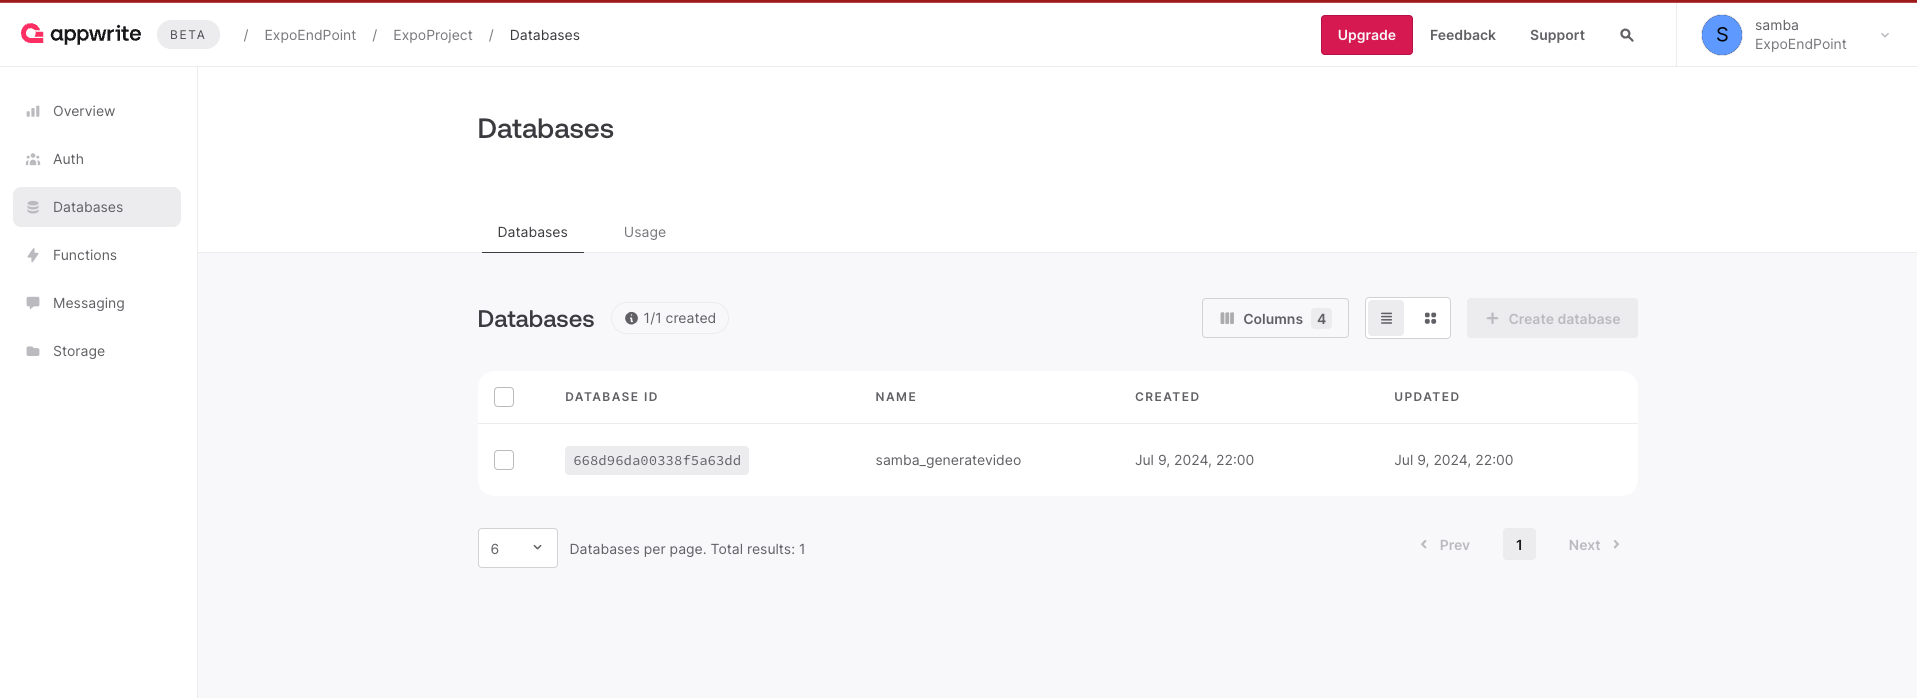 appwrite BETA / ExpoEndPoint / ExpoProject / Databases Upgrade Feedback Support S samba ExpoEndPoint
Overview
Auth
Databases
Functions
Messaging
Storage
Databases
Databases Usage
Databases 1/1 created Columns 4 + Create database
DATABASE ID NAME CREATED UPDATED
668d96da00338f5a63dd samba_generatevideo Jul 9, 2024, 22:00 Jul 9, 2024, 22:00
6 Databases per page. Total results: 1 Prev 1 Next